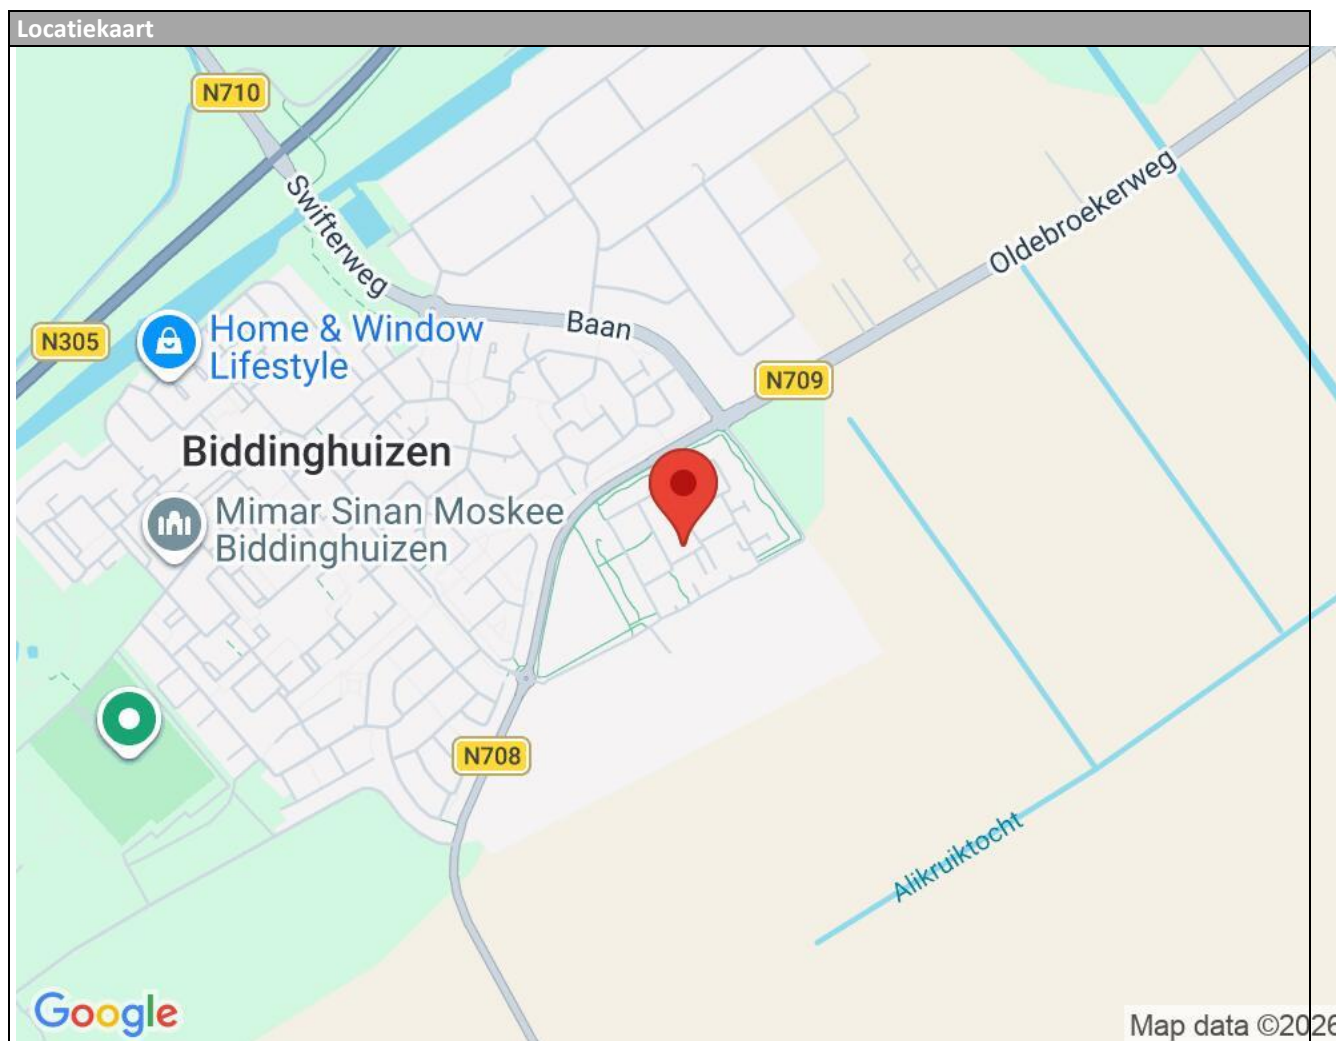 Locatiekaart
N710
Swifterweg
Oldebroekerweg
Baan
N305
Home & Window
Lifestyle
N709
Biddinghuizen
Mimar Sinan Moskee
Biddinghuizen
N708
Alikruiktocht
Google
Map data ©2026